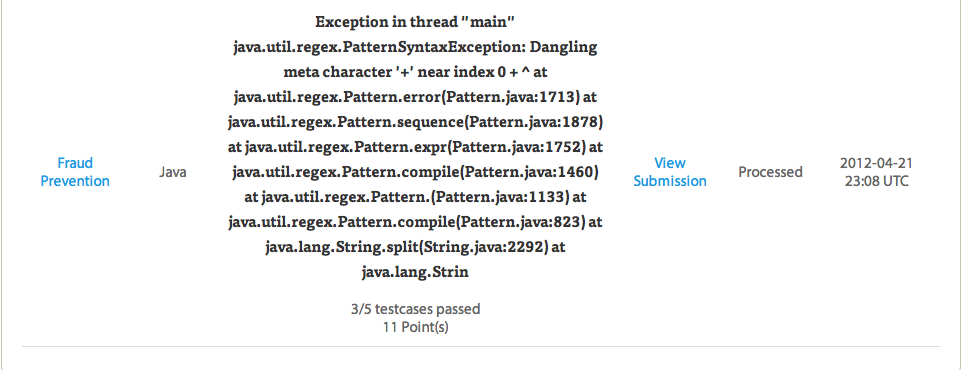 Exception in thread "main"
java.util.regex.PatternSyntaxException: Dangling
meta character '+' near index 0 + ^ at
java.util.regex.Pattern.error(Pattern.java:1713) at
java.util.regex.Pattern.sequence(Pattern.java:1878)
at java.util.regex.Pattern.expr(Pattern.java:1752) at
java.util.regex.Pattern.compile(Pattern.java:1460)
at java.util.regex.Pattern.(Pattern.java:1133) at
java.util.regex.Pattern.compile(Pattern.java:823) at
java.lang.String.split(String.java:2292) at
java.lang.Strin
3/5 testcases passed
11 Point(s)
Fraud
Prevention
Java
View
Submission
Processed
2012-04-21
23:08 UTC